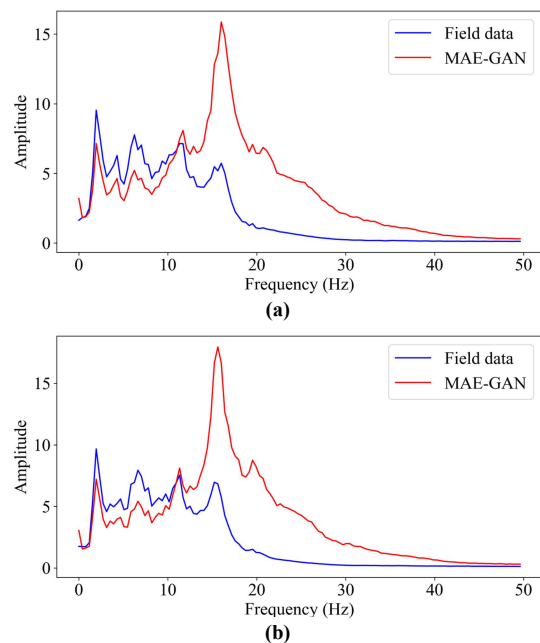 Field data
MAE-GAN
15
10
5
0
Amplitude
0 10 20 30 40 50
Frequency (Hz)
(a)
Field data
MAE-GAN
15
10
5
0
Amplitude
0 10 20 30 40 50
Frequency (Hz)
(b)